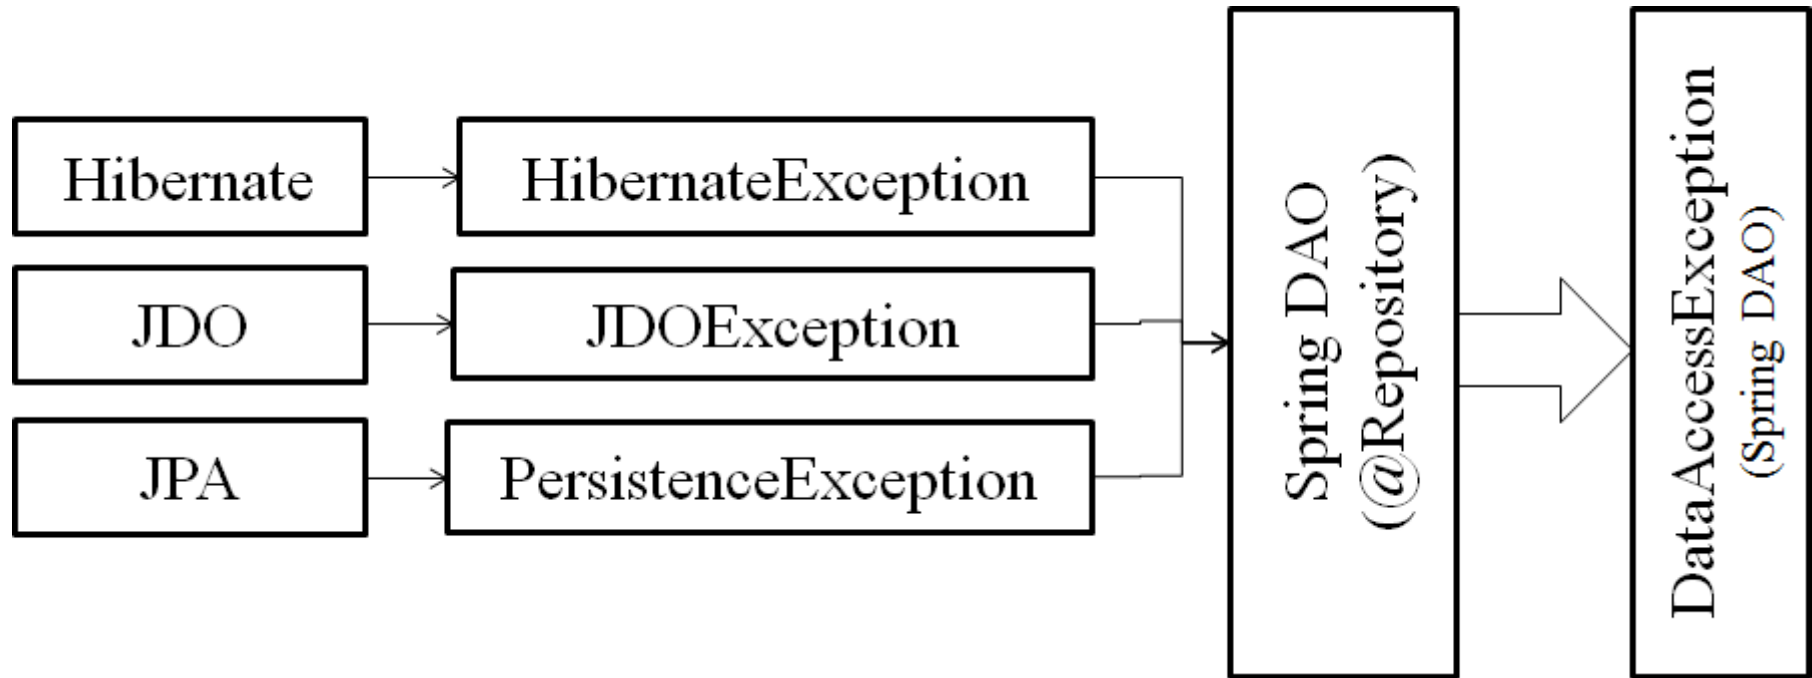 Hibernate
HibernateException
JDO
JDOException
JPA
PersistenceException
Spring DAO
(@Repository)
DataAccessException
(Spring DAO)